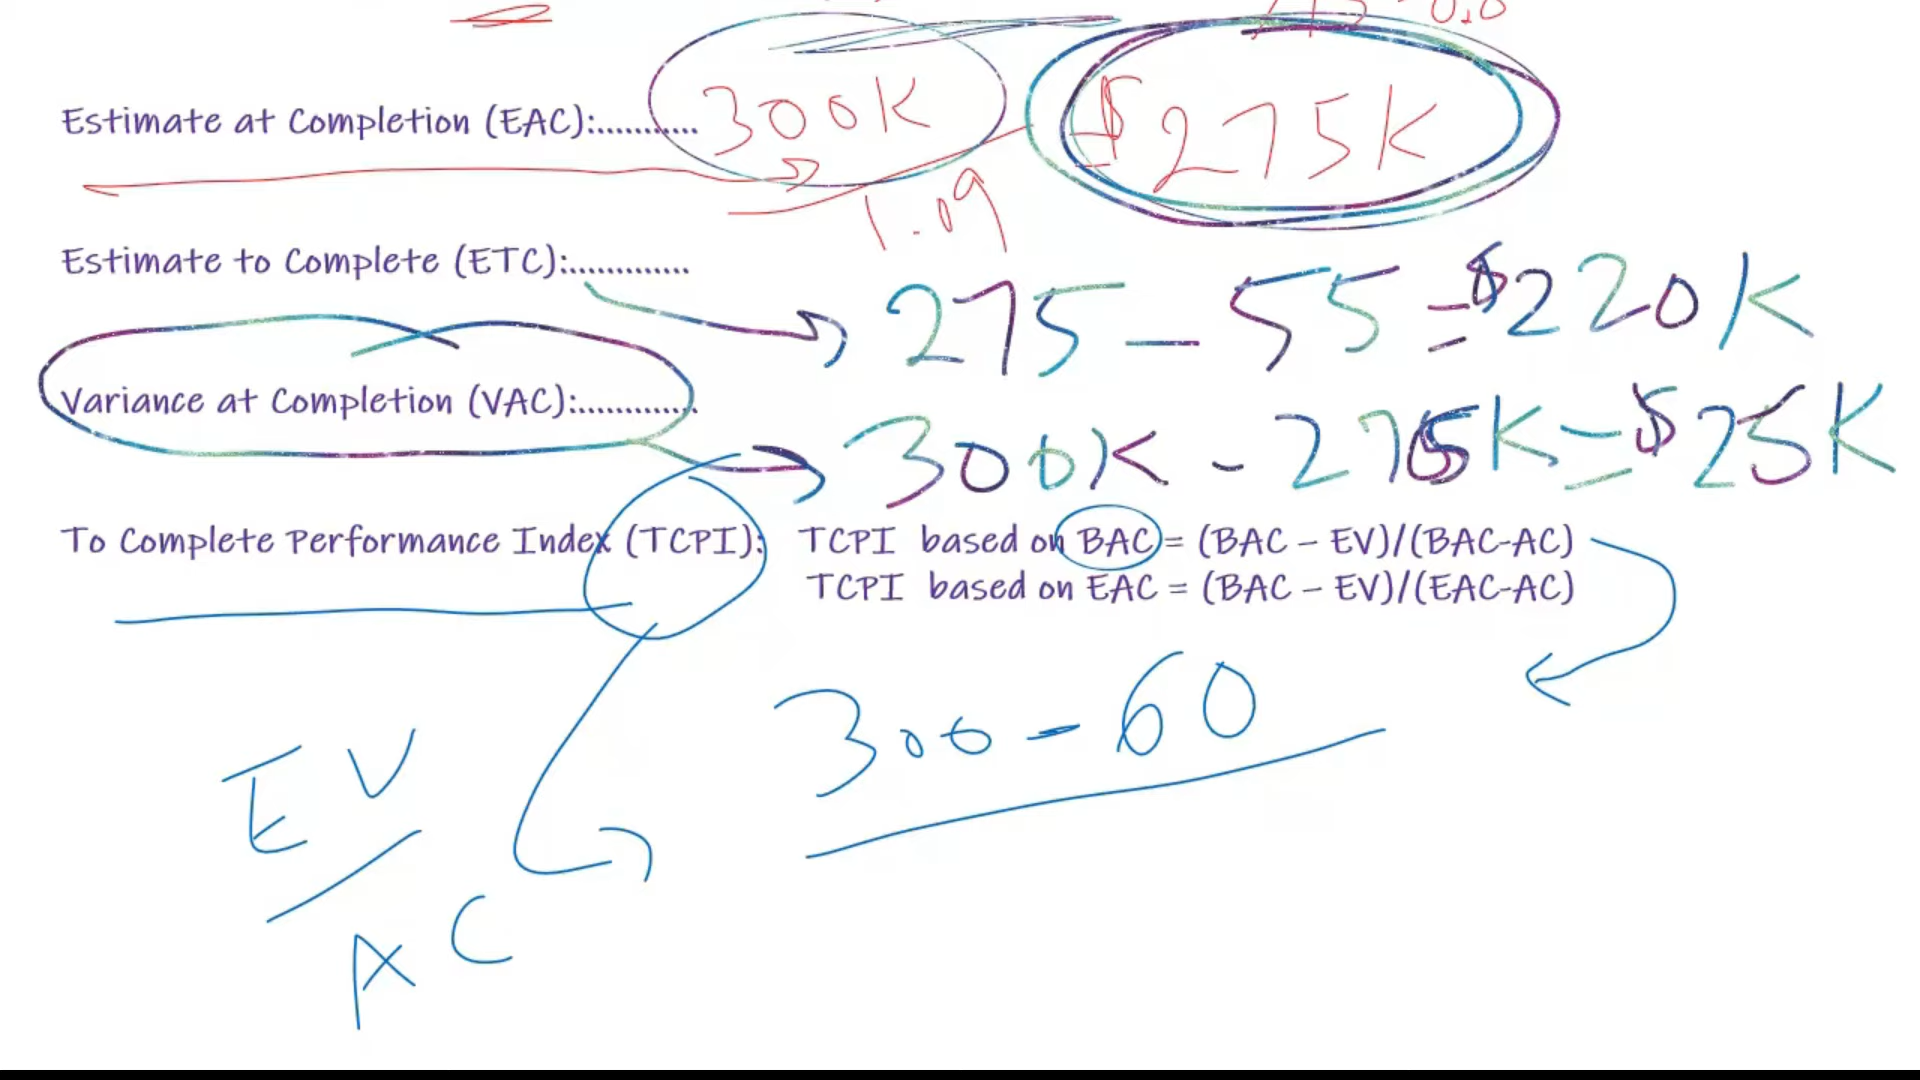 Estimate at Completion (EAC):........... 300K $275K
1.09
Estimate to Complete (ETC):.............
275 - 55 = $220K
Variance at Completion (VAC):.............
300K - 275K = $25K
To Complete Performance Index (TCPI): TCPI based on BAC = (BAC – EV)/(BAC-AC)
TCPI based on EAC = (BAC – EV)/(EAC-AC)
300 - 60
EV
AC